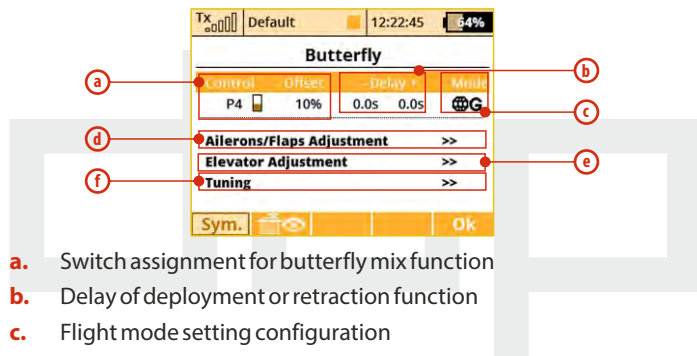 Tx Default 12:22:45 64%
Butterfly
Control Offset - Delay + Mode
P4 10% 0.0s 0.0s G
Ailerons/Flaps Adjustment >>
Elevator Adjustment >>
Tuning >>
Sym. Ok
a
b
c
d
e
f
a. Switch assignment for butterfly mix function
b. Delay of deployment or retraction function
c. Flight mode setting configuration